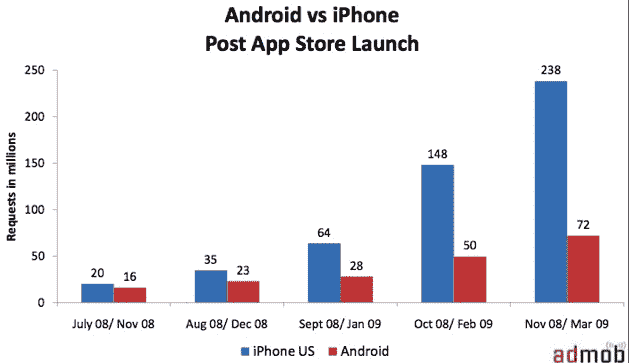 Android vs iPhone
Post App Store Launch
250
200
150
100
50
0
Requests in millions
20
16
35
23
64
28
148
50
238
72
July 08/ Nov 08
Aug 08/ Dec 08
Sept 08/ Jan 09
Oct 08/ Feb 09
Nov 08/ Mar 09
iPhone US
Android
admob